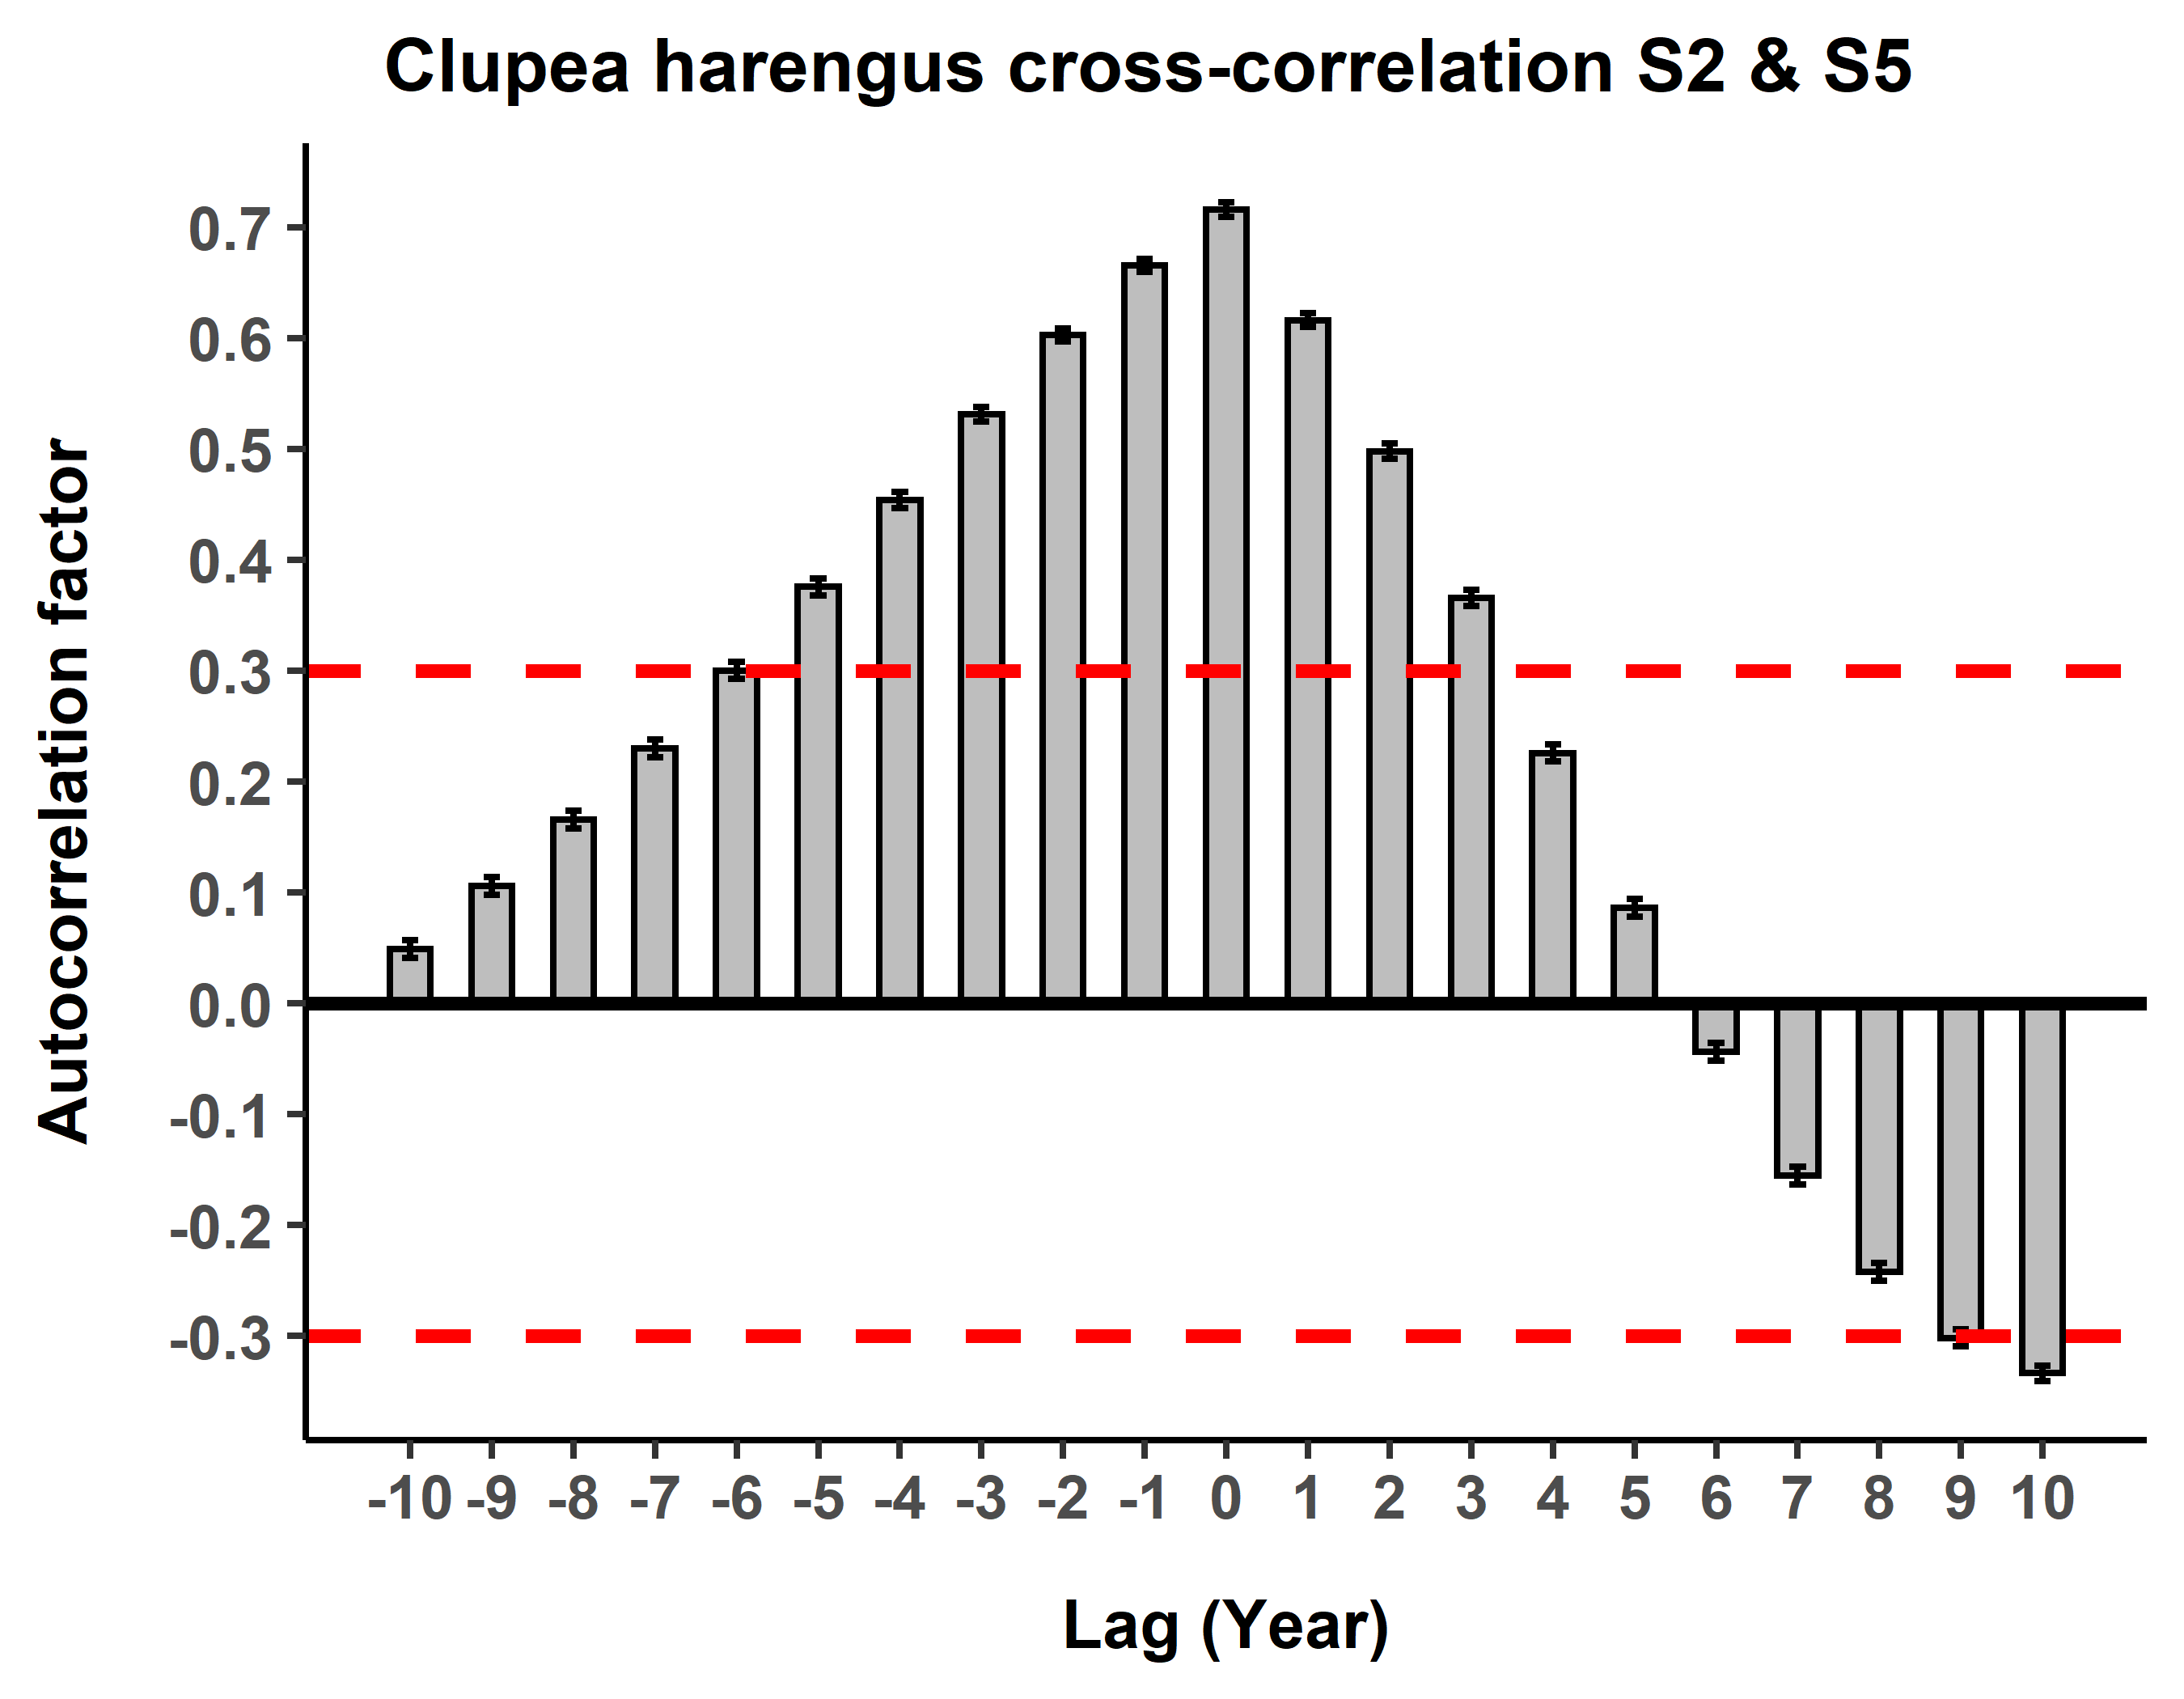 Clupea harengus cross-correlation S2 & S5
Autocorrelation factor
0.7
0.6
0.5
0.4
0.3
0.2
0.1
0.0
-0.1
-0.2
-0.3
-10 -9 -8 -7 -6 -5 -4 -3 -2 -1 0 1 2 3 4 5 6 7 8 9 10
Lag (Year)